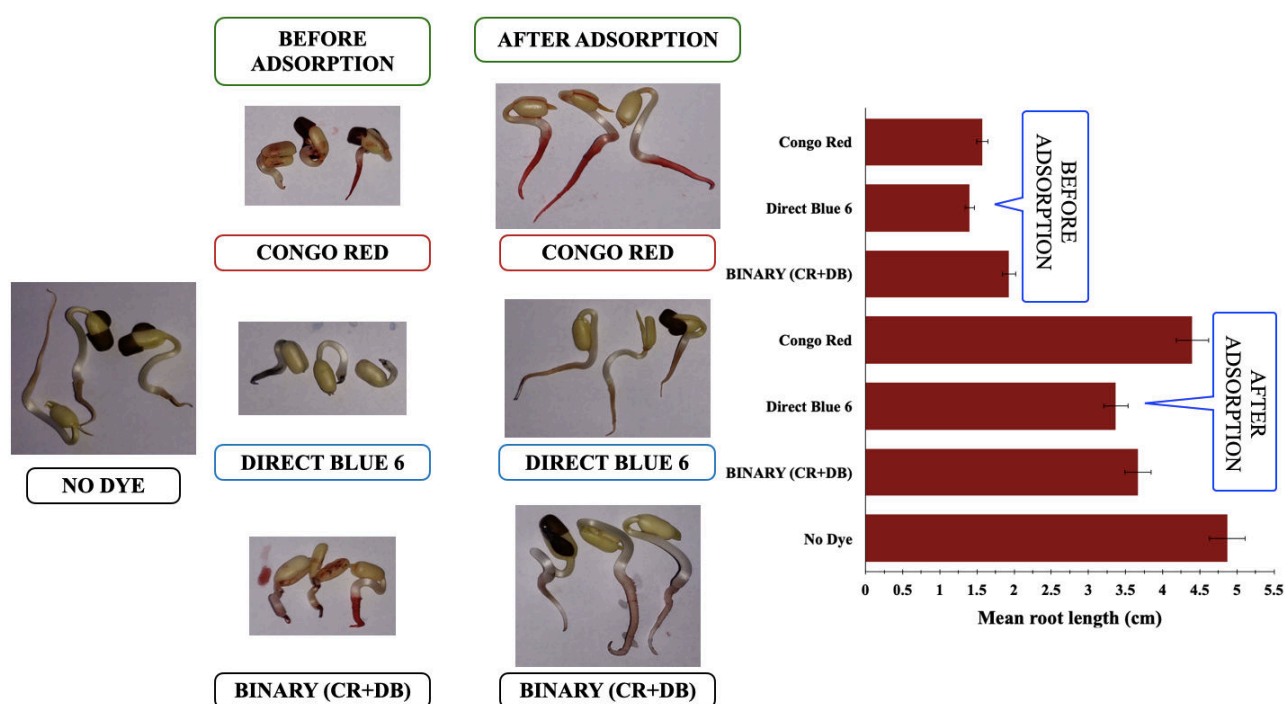 BEFORE
ADSORPTION
AFTER ADSORPTION
CONGO RED
CONGO RED
NO DYE
DIRECT BLUE 6
DIRECT BLUE 6
BINARY (CR+DB)
BINARY (CR+DB)
Congo Red
Direct Blue 6
BINARY (CR+DB)
Congo Red
Direct Blue 6
BINARY (CR+DB)
No Dye
BEFORE
ADSORPTION
AFTER
ADSORPTION
0 0.5 1 1.5 2 2.5 3 3.5 4 4.5 5 5.5
Mean root length (cm)